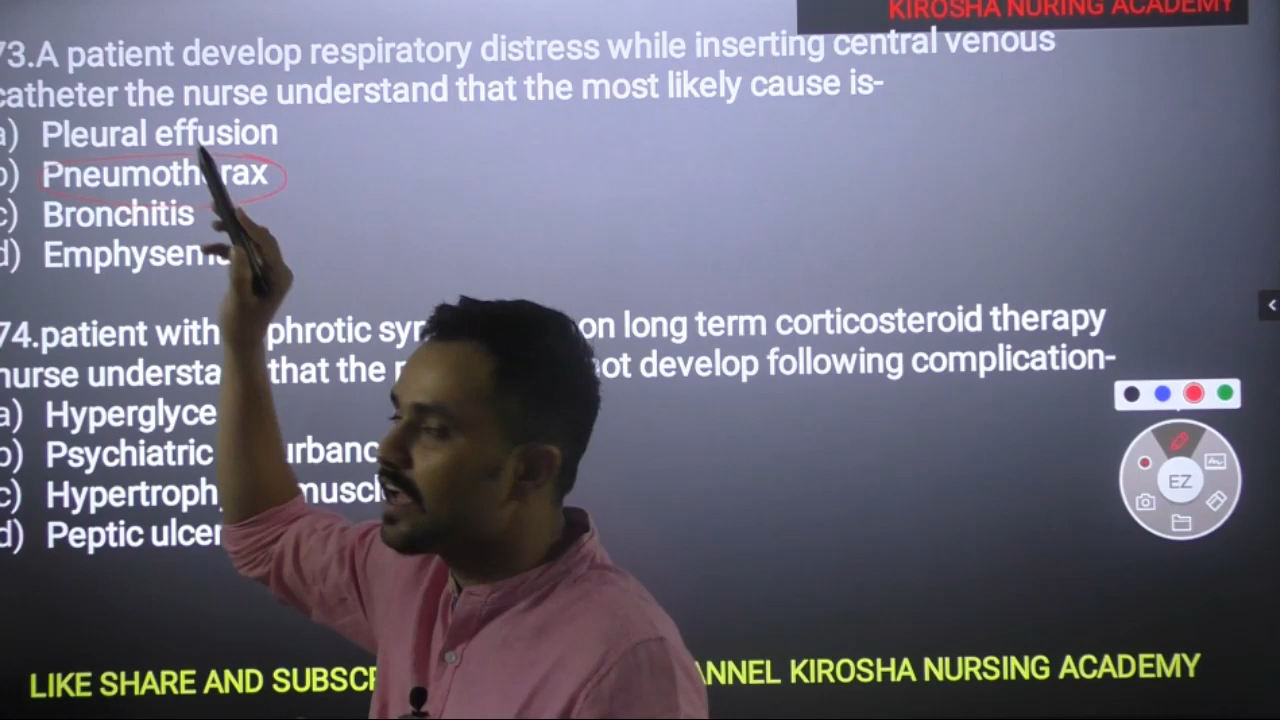 KIROSHA NURING ACADEMY
73.A patient develop respiratory distress while inserting central venous
catheter the nurse understand that the most likely cause is-
a) Pleural effusion
b) Pneumothorax
c) Bronchitis
d) Emphysem
74.patient with phrotic syn on long term corticosteroid therapy
nurse understa that the not develop following complication-
a) Hyperglyce
b) Psychiatric urbanc
c) Hypertroph muscl
d) Peptic ulcer
EZ
LIKE SHARE AND SUBSC ANNEL KIROSHA NURSING ACADEMY